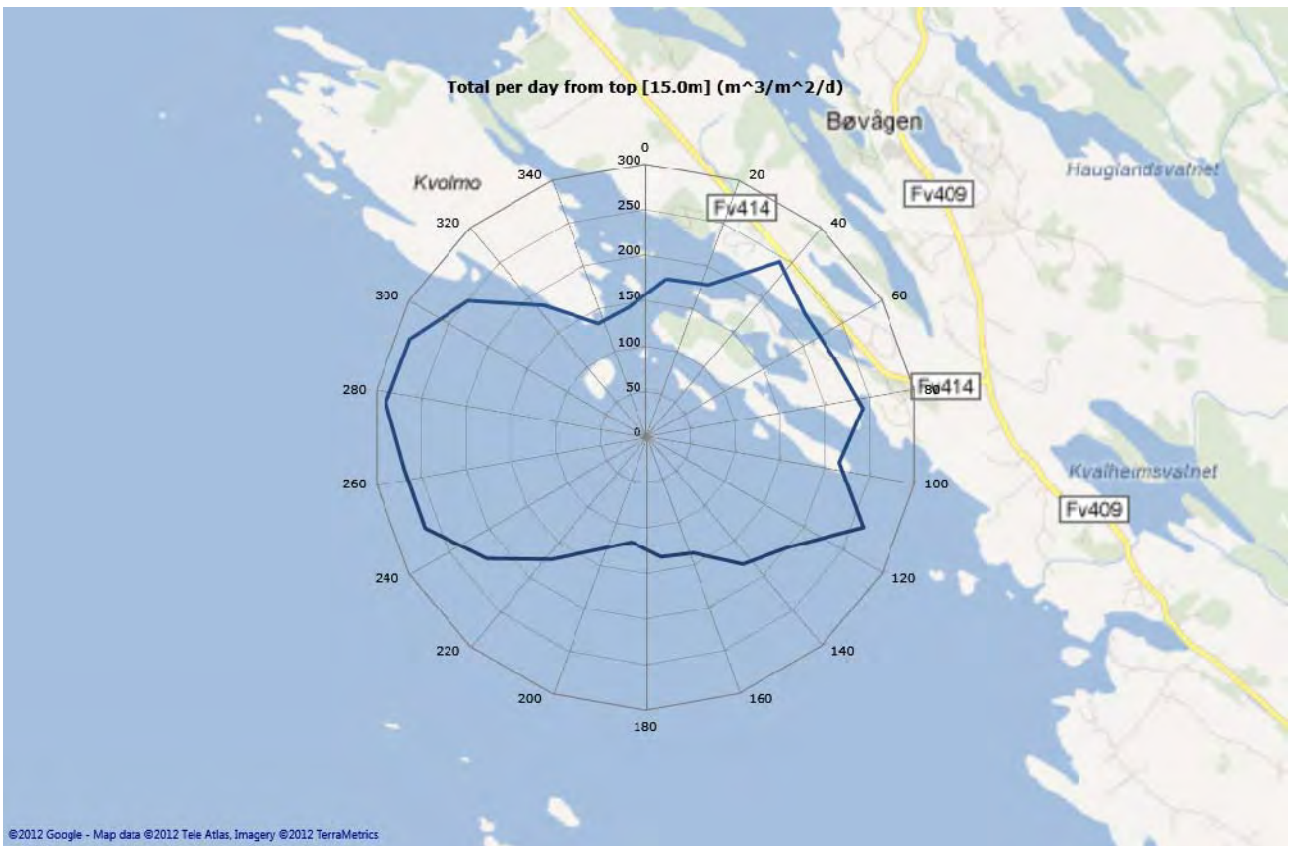 Total per day from top [15.0m] (m^3/m^2/d)
Bøvågen
Hauglandsvatnet
Kvolmo
Fv409
Fv414
0
20
40
60
80
100
120
140
160
180
200
220
240
260
280
300
320
340
300
250
200
150
100
50
0
Fv414
Kvalheimsvatnet
Fv409
©2012 Google - Map data ©2012 Tele Atlas, Imagery ©2012 TerraMetrics